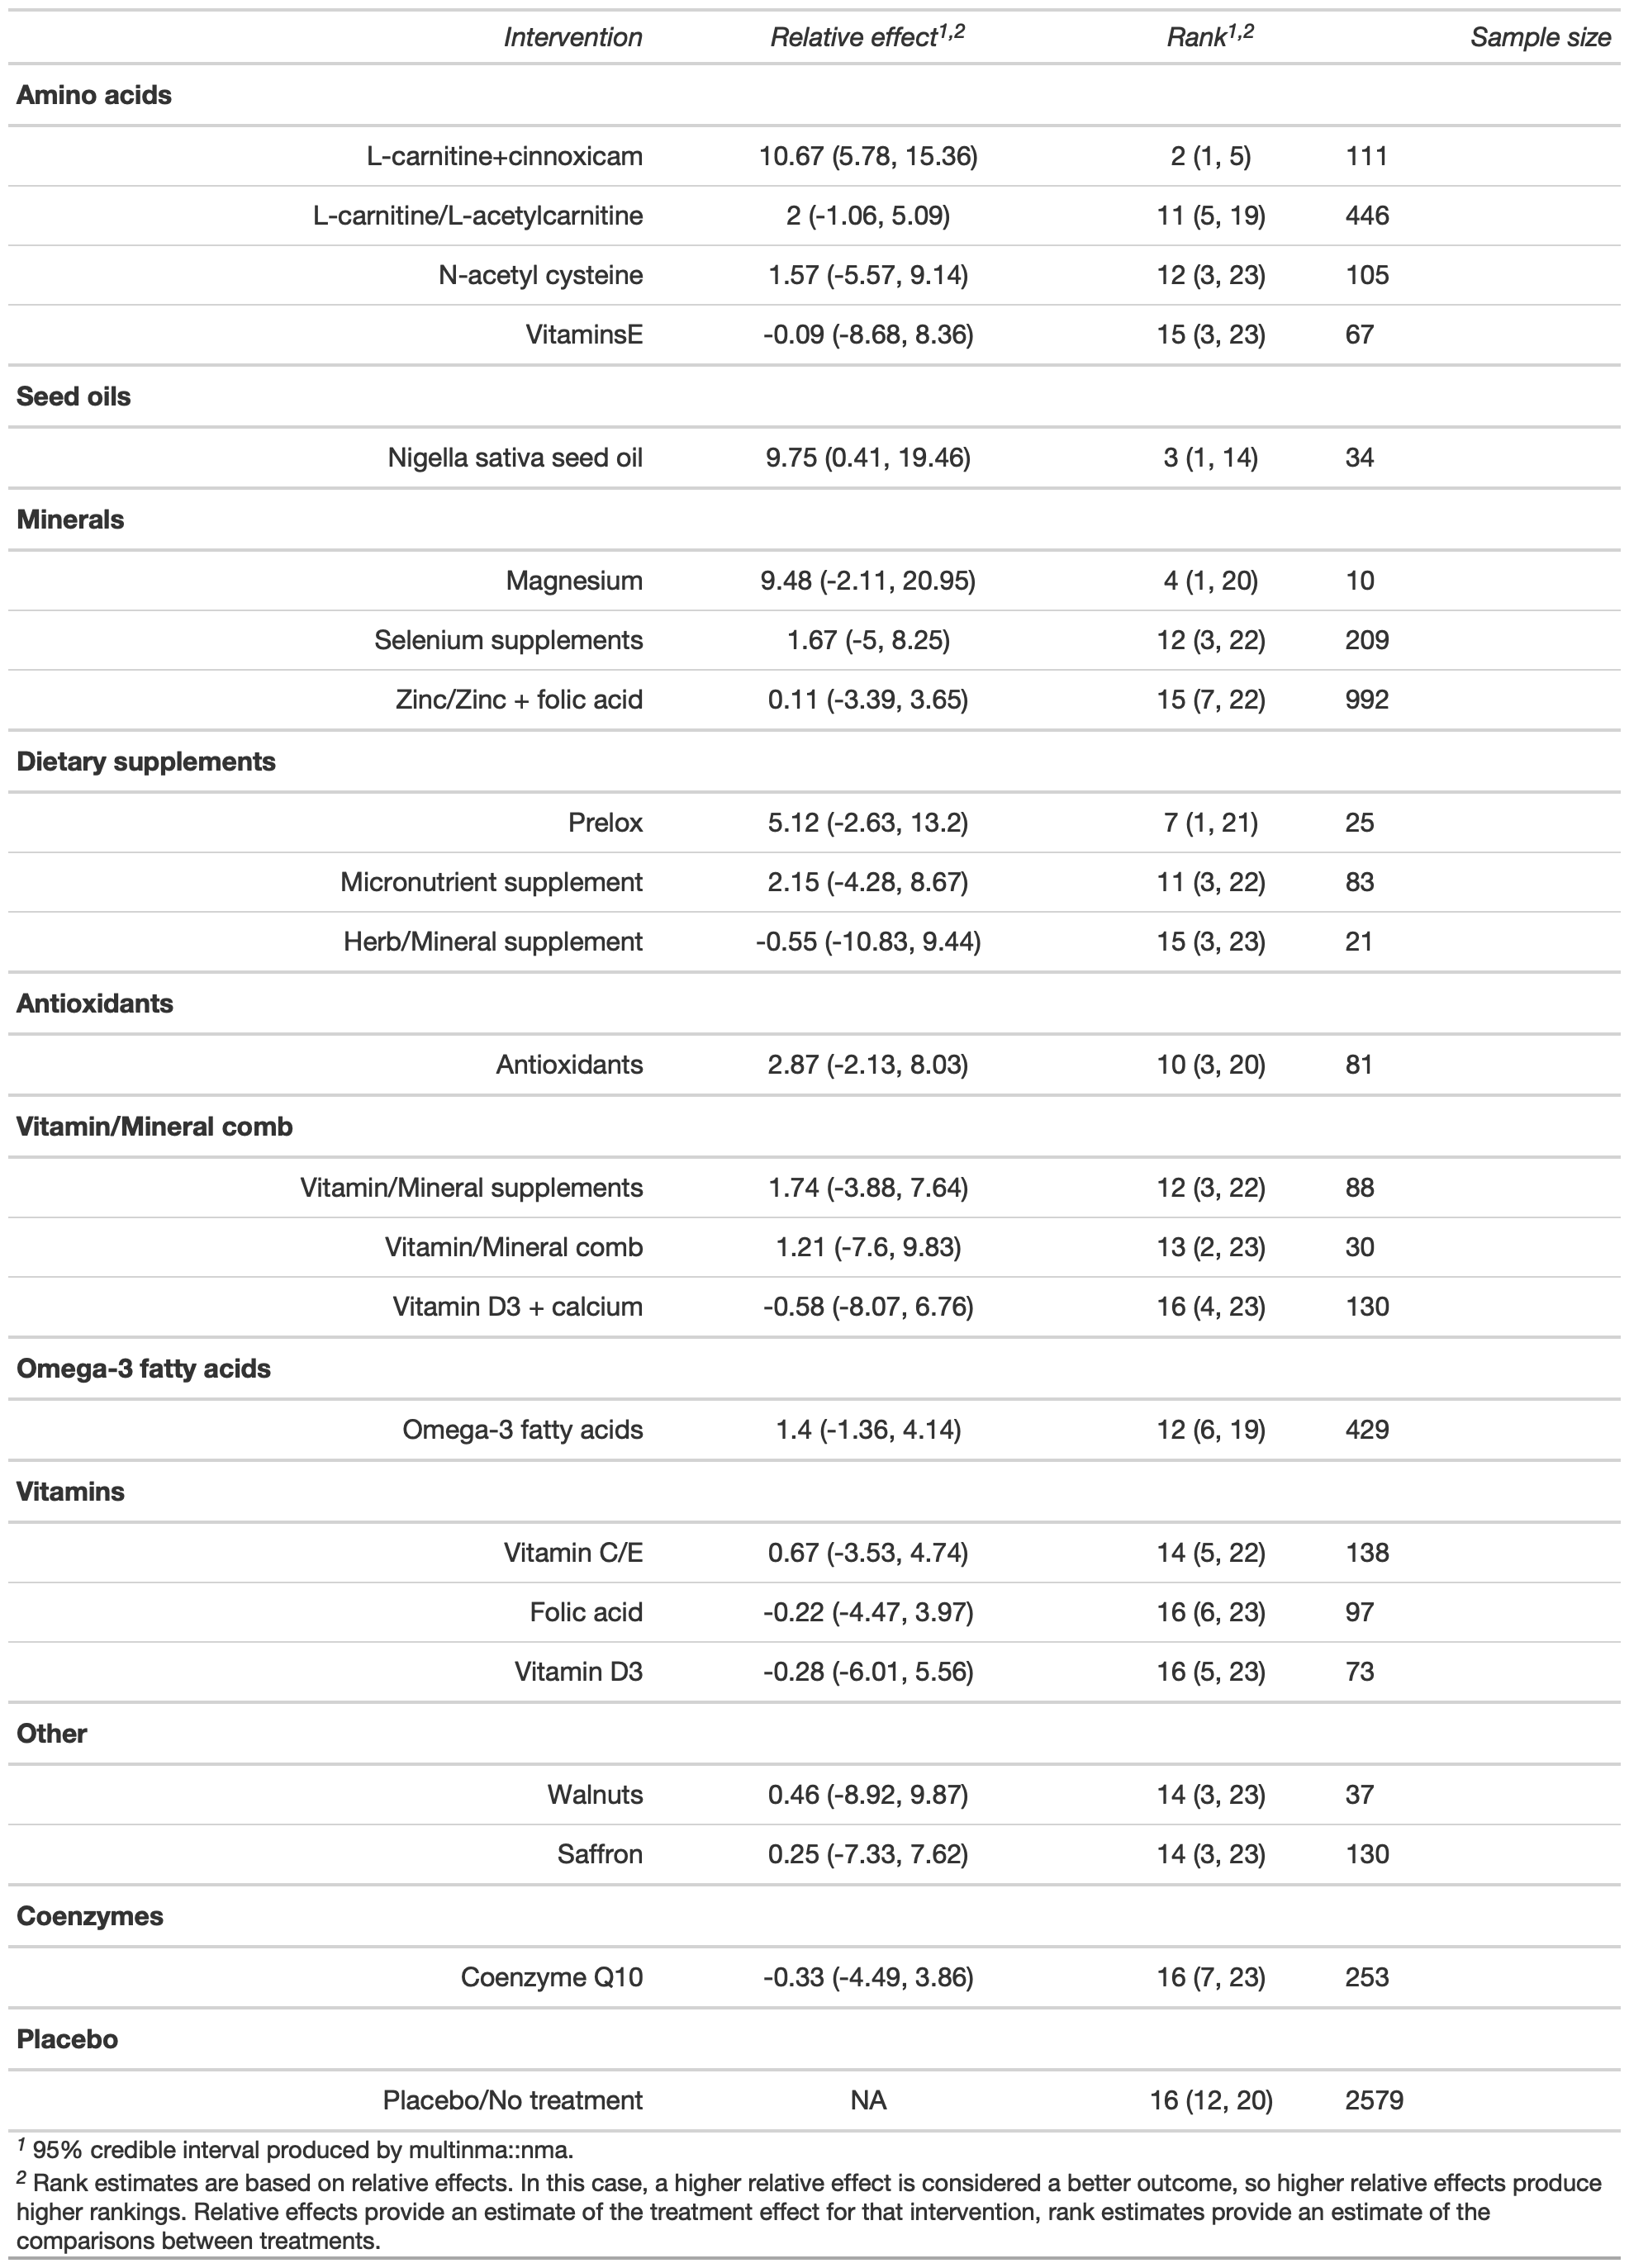 Intervention Relative effect1,2 Rank1,2 Sample size
Amino acids
L-carnitine+cinnoxicam 10.67 (5.78, 15.36) 2 (1, 5) 111
L-carnitine/L-acetylcarnitine 2 (-1.06, 5.09) 11 (5, 19) 446
N-acetyl cysteine 1.57 (-5.57, 9.14) 12 (3, 23) 105
VitaminsE -0.09 (-8.68, 8.36) 15 (3, 23) 67
Seed oils
Nigella sativa seed oil 9.75 (0.41, 19.46) 3 (1, 14) 34
Minerals
Magnesium 9.48 (-2.11, 20.95) 4 (1, 20) 10
Selenium supplements 1.67 (-5, 8.25) 12 (3, 22) 209
Zinc/Zinc + folic acid 0.11 (-3.39, 3.65) 15 (7, 22) 992
Dietary supplements
Prelox 5.12 (-2.63, 13.2) 7 (1, 21) 25
Micronutrient supplement 2.15 (-4.28, 8.67) 11 (3, 22) 83
Herb/Mineral supplement -0.55 (-10.83, 9.44) 15 (3, 23) 21
Antioxidants
Antioxidants 2.87 (-2.13, 8.03) 10 (3, 20) 81
Vitamin/Mineral comb
Vitamin/Mineral supplements 1.74 (-3.88, 7.64) 12 (3, 22) 88
Vitamin/Mineral comb 1.21 (-7.6, 9.83) 13 (2, 23) 30
Vitamin D3 + calcium -0.58 (-8.07, 6.76) 16 (4, 23) 130
Omega-3 fatty acids
Omega-3 fatty acids 1.4 (-1.36, 4.14) 12 (6, 19) 429
Vitamins
Vitamin C/E 0.67 (-3.53, 4.74) 14 (5, 22) 138
Folic acid -0.22 (-4.47, 3.97) 16 (6, 23) 97
Vitamin D3 -0.28 (-6.01, 5.56) 16 (5, 23) 73
Other
Walnuts 0.46 (-8.92, 9.87) 14 (3, 23) 37
Saffron 0.25 (-7.33, 7.62) 14 (3, 23) 130
Coenzymes
Coenzyme Q10 -0.33 (-4.49, 3.86) 16 (7, 23) 253
Placebo
Placebo/No treatment NA 16 (12, 20) 2579
1 95% credible interval produced by multinma::nma.
2 Rank estimates are based on relative effects. In this case, a higher relative effect is considered a better outcome, so higher relative effects produce
higher rankings. Relative effects provide an estimate of the treatment effect for that intervention, rank estimates provide an estimate of the
comparisons between treatments.